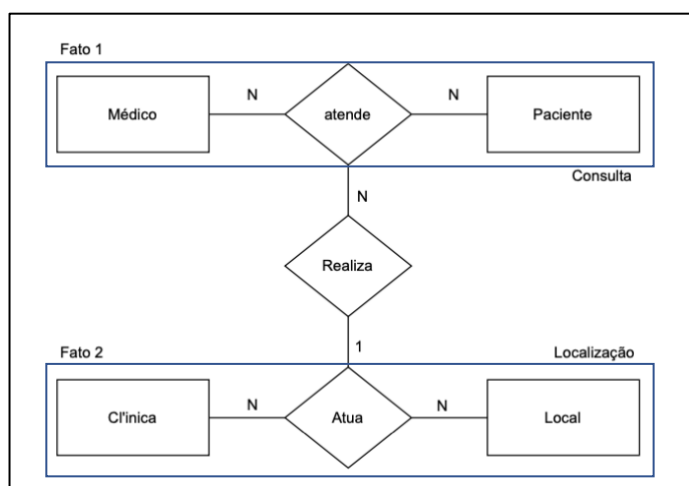 Fato 1
Médico
N
atende
N
Paciente
Consulta
N
Realiza
1
Fato 2
Localização
Cl'inica
N
Atua
N
Local